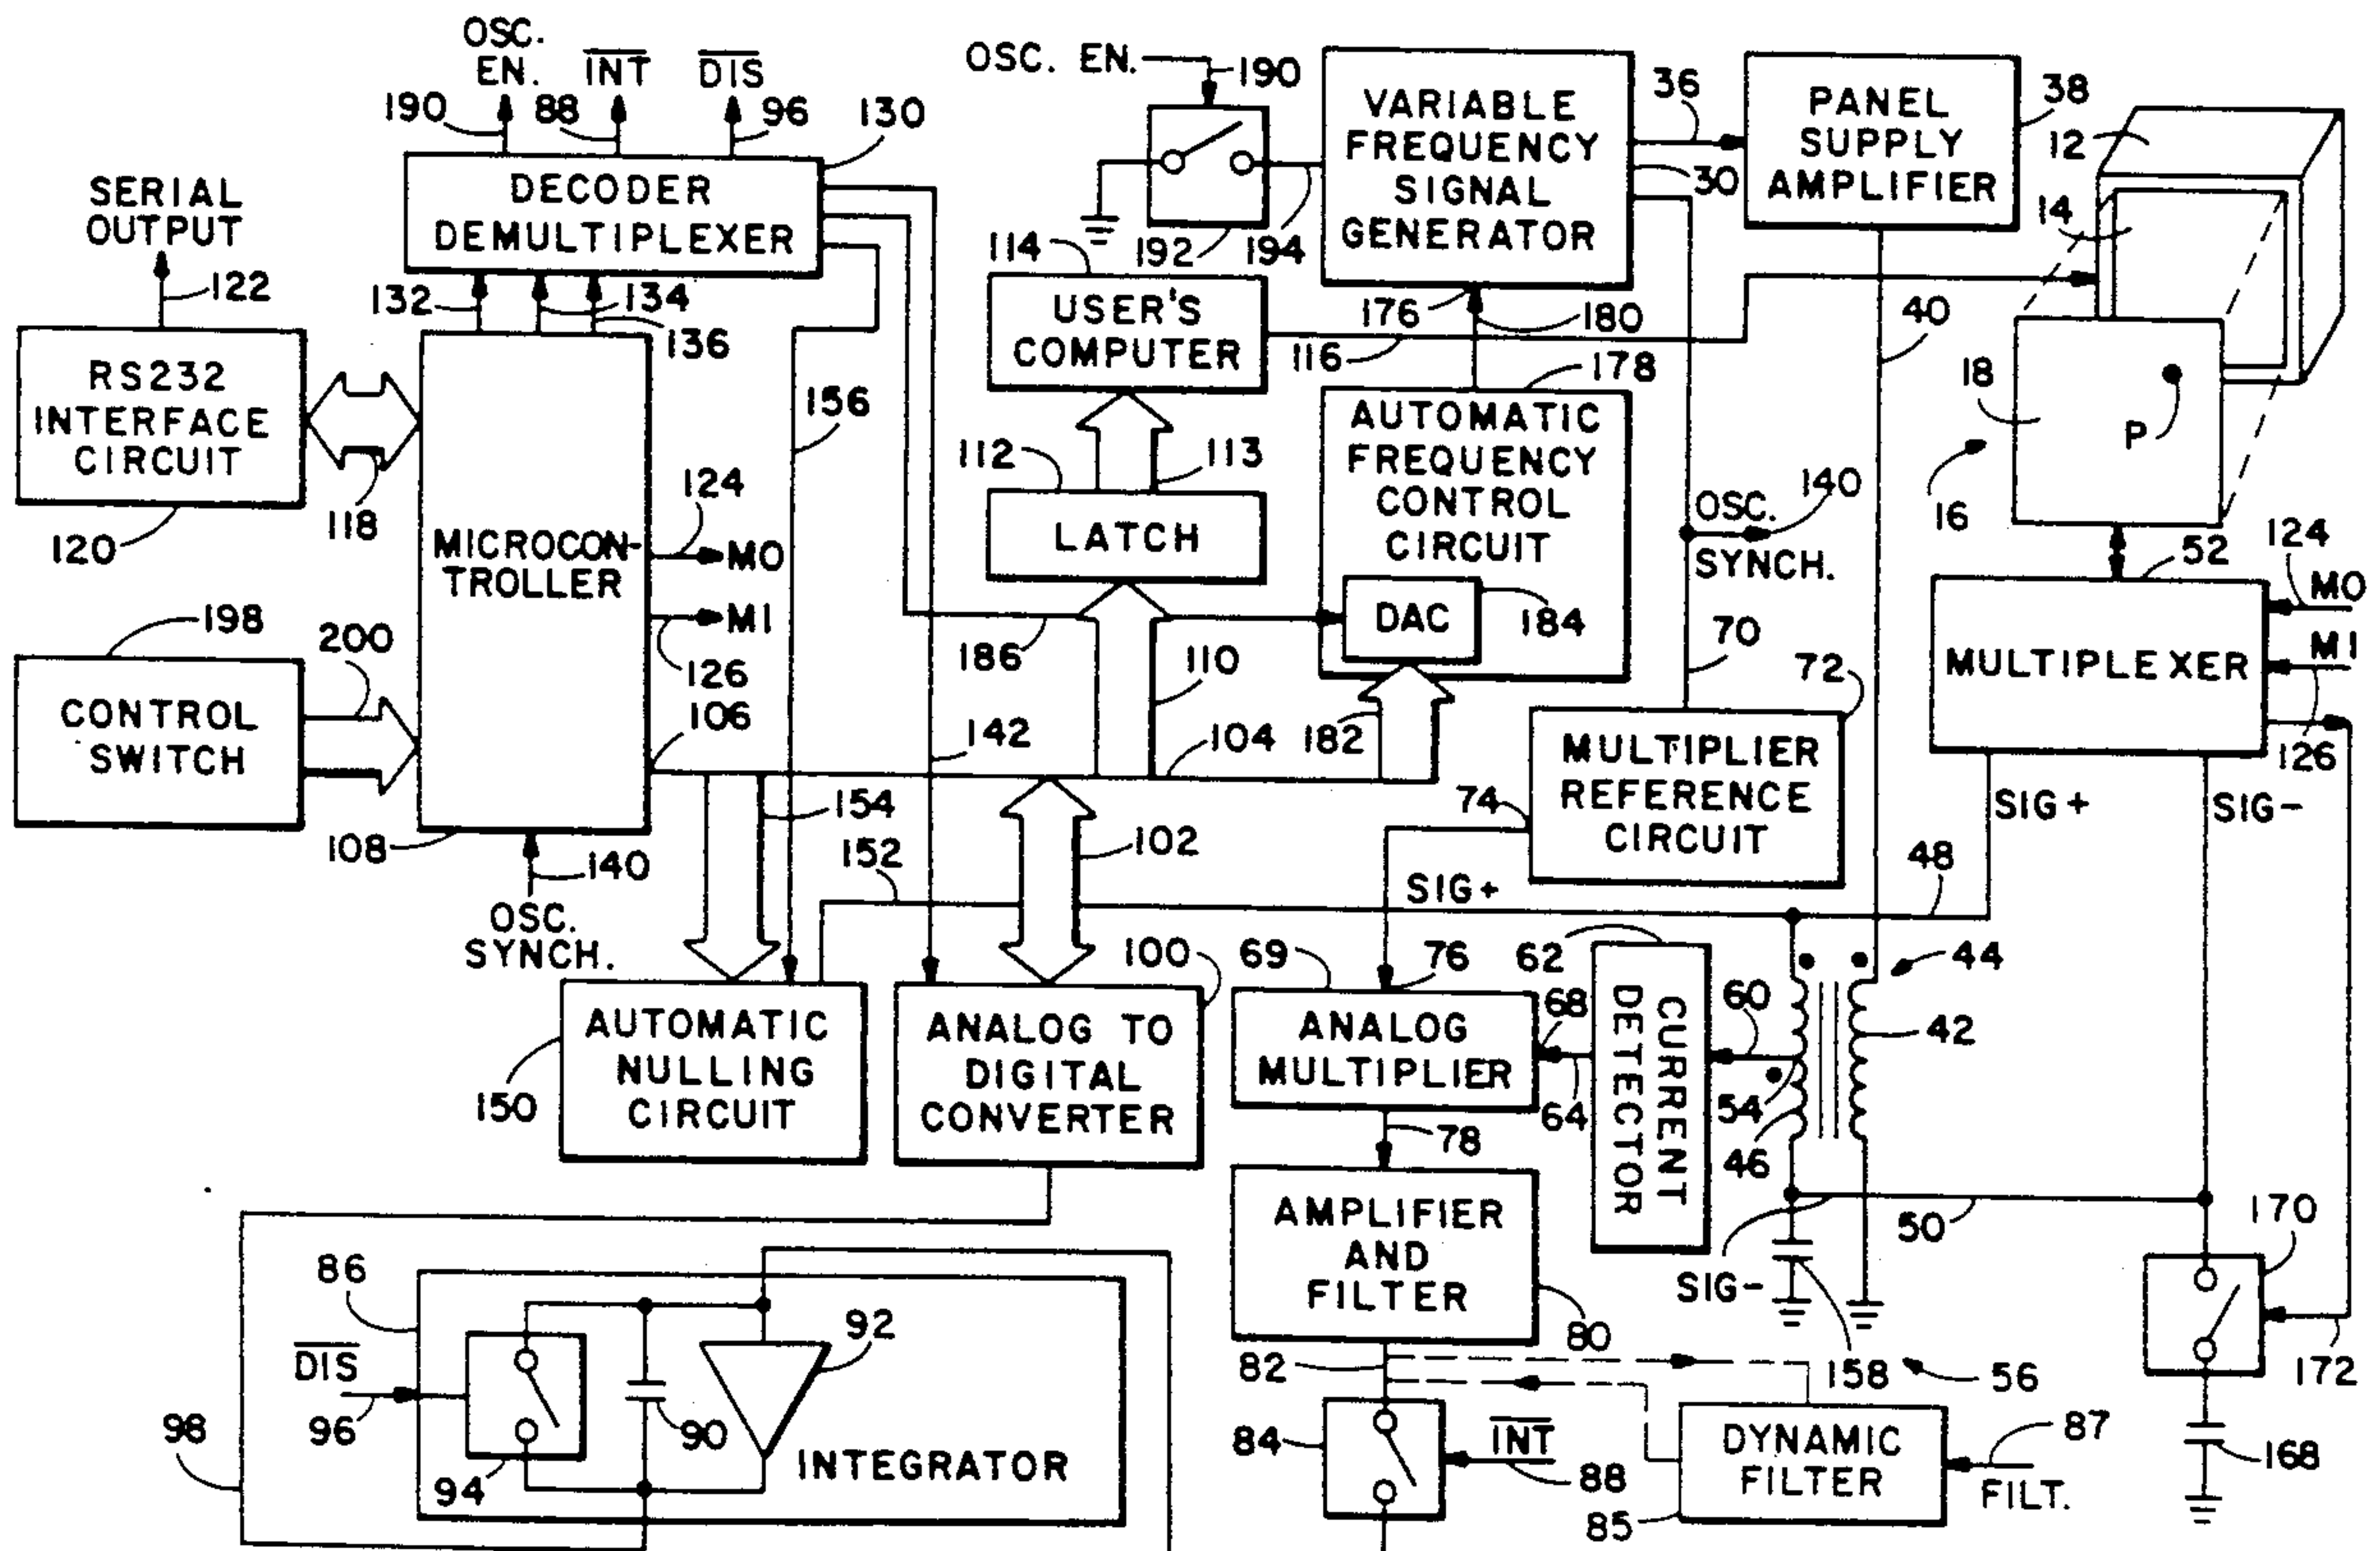 OSC.
EN.
INT
DIS
190
88
96
130
DECODER
DEMULTIPLEXER
SERIAL
OUTPUT
122
132
134
136
RS232
INTERFACE
CIRCUIT
118
120
MICROCON-
TROLLER
124
MO
MI
126
106
198
200
CONTROL
SWITCH
108
140
OSC.
SYNCH.
156
142
154
152
OSC. EN.
190
192
194
VARIABLE
FREQUENCY
SIGNAL
GENERATOR
36
30
PANEL
SUPPLY
AMPLIFIER
38
12
14
114
USER'S
COMPUTER
116
176
180
178
40
18
P
16
112
113
LATCH
AUTOMATIC
FREQUENCY
CONTROL
CIRCUIT
DAC
184
186
110
104
182
OSC.
140
SYNCH.
70
72
52
124
MO
MI
126
MULTIPLEXER
MULTIPLIER
REFERENCE
CIRCUIT
74
SIG+
SIG-
48
102
SIG+
AUTOMATIC
NULLING
CIRCUIT
150
100
ANALOG TO
DIGITAL
CONVERTER
69
76
ANALOG
MULTIPLIER
68
64
62
CURRENT
DETECTOR
60
54
46
44
42
78
AMPLIFIER
AND
FILTER
80
50
SIG-
158
56
170
172
168
82
84
INT
88
DYNAMIC
FILTER
85
87
FILT.
86
DIS
96
98
94
90
92
INTEGRATOR